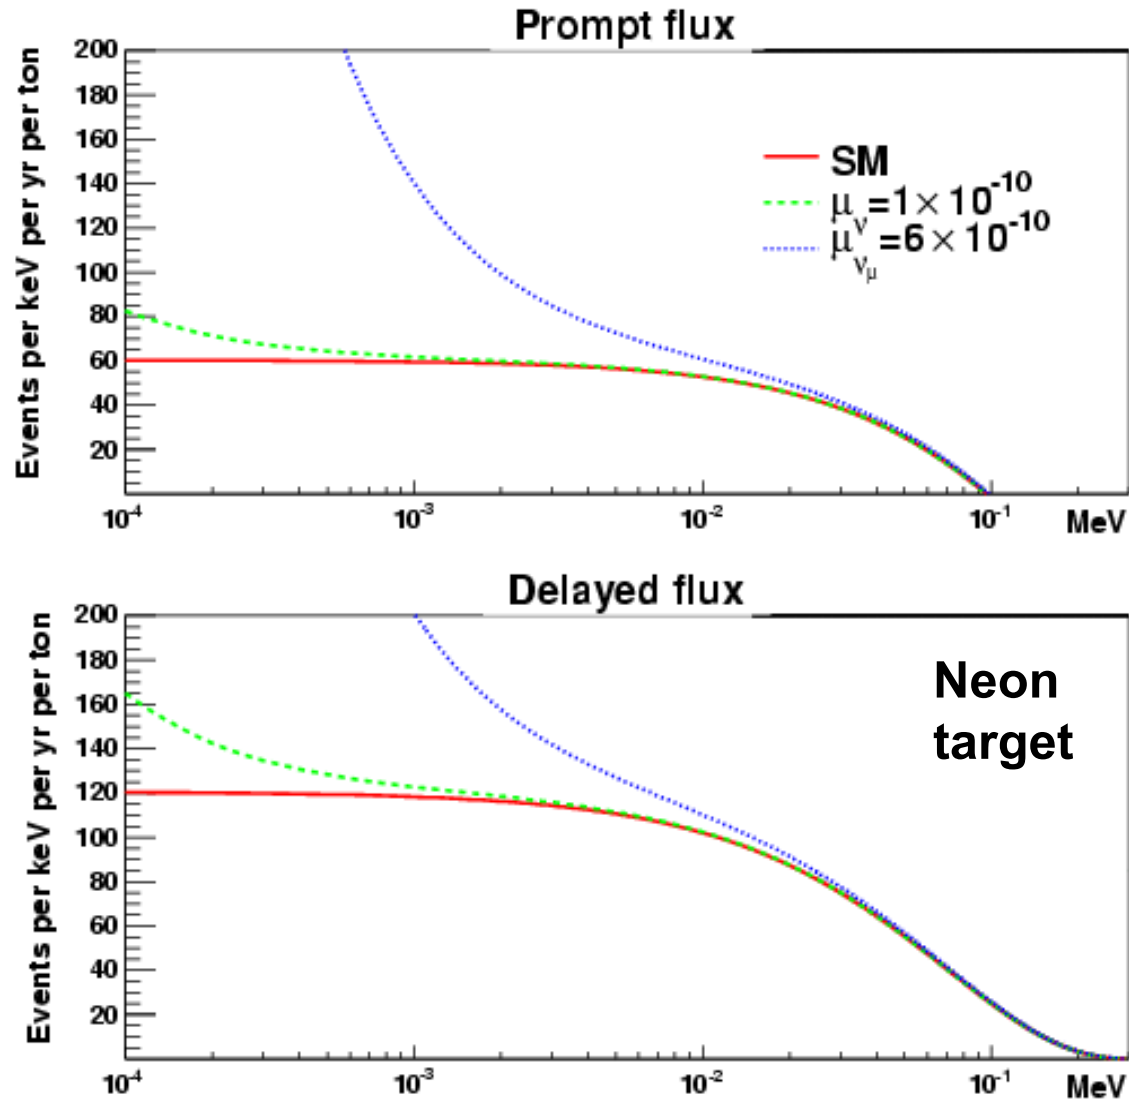 Prompt flux
Events per keV per yr per ton
200
180
160
140
120
100
80
60
40
20
SM
μν=1×10⁻¹⁰
μνμ=6×10⁻¹⁰
10⁻⁴ 10⁻³ 10⁻² 10⁻¹ MeV
Delayed flux
Events per keV per yr per ton
200
180
160
140
120
100
80
60
40
20
Neon
target
10⁻⁴ 10⁻³ 10⁻² 10⁻¹ MeV